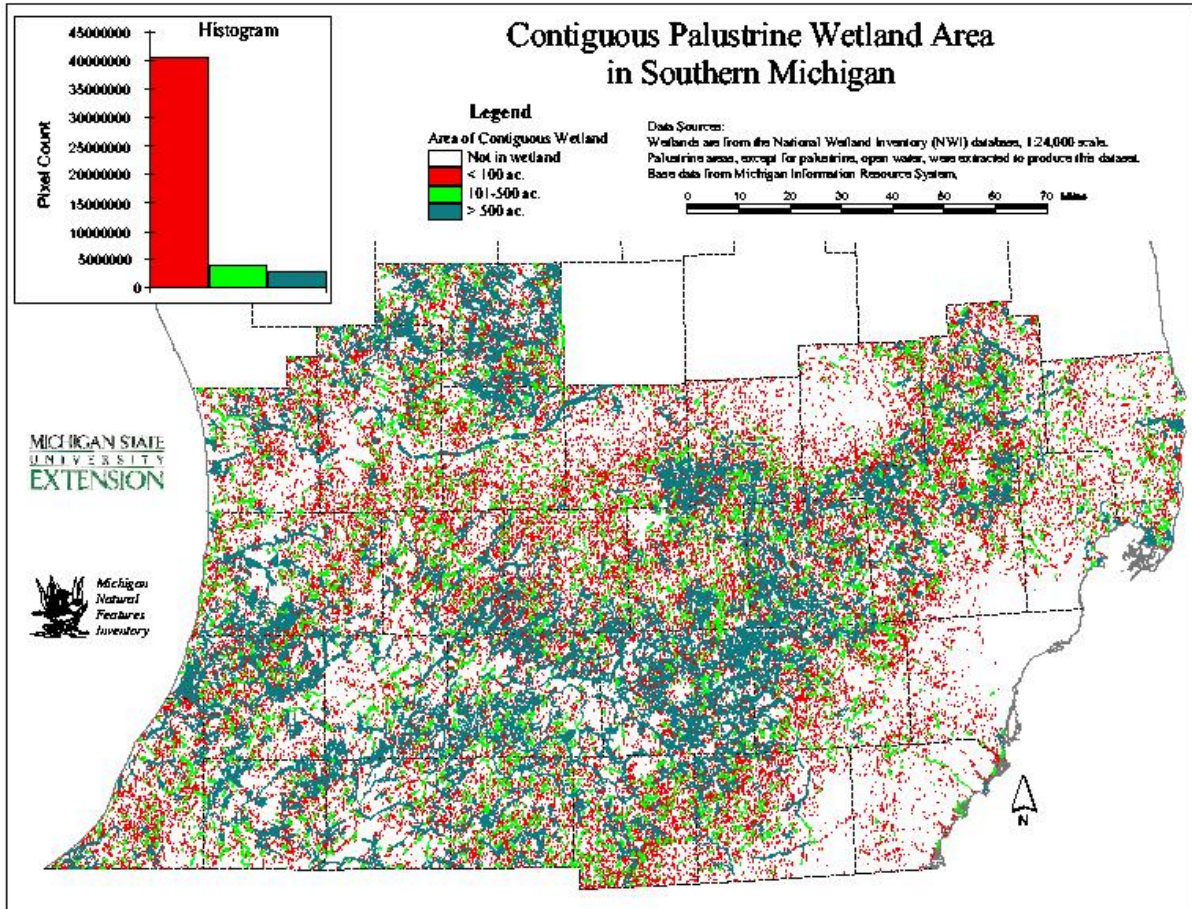 Contiguous Palustrine Wetland Area
in Southern Michigan
Histogram
45000000
40000000
35000000
30000000
25000000
20000000
15000000
10000000
5000000
0
Pixel Count
Legend
Area of Contiguous Wetland
Not in wetland
< 100 ac.
101-500 ac.
> 500 ac.
Data Sources:
Wetlands are from the National Wetland Inventory (NWI) database, 1:24,000 scale.
Palustrine areas, except for palustrine, open water, were extracted to produce this dataset.
Base data from Michigan Information Resource System,
0 10 20 30 40 50 60 70 Miles
MICHIGAN STATE
UNIVERSITY
EXTENSION
Michigan
Natural
Features
Inventory
N